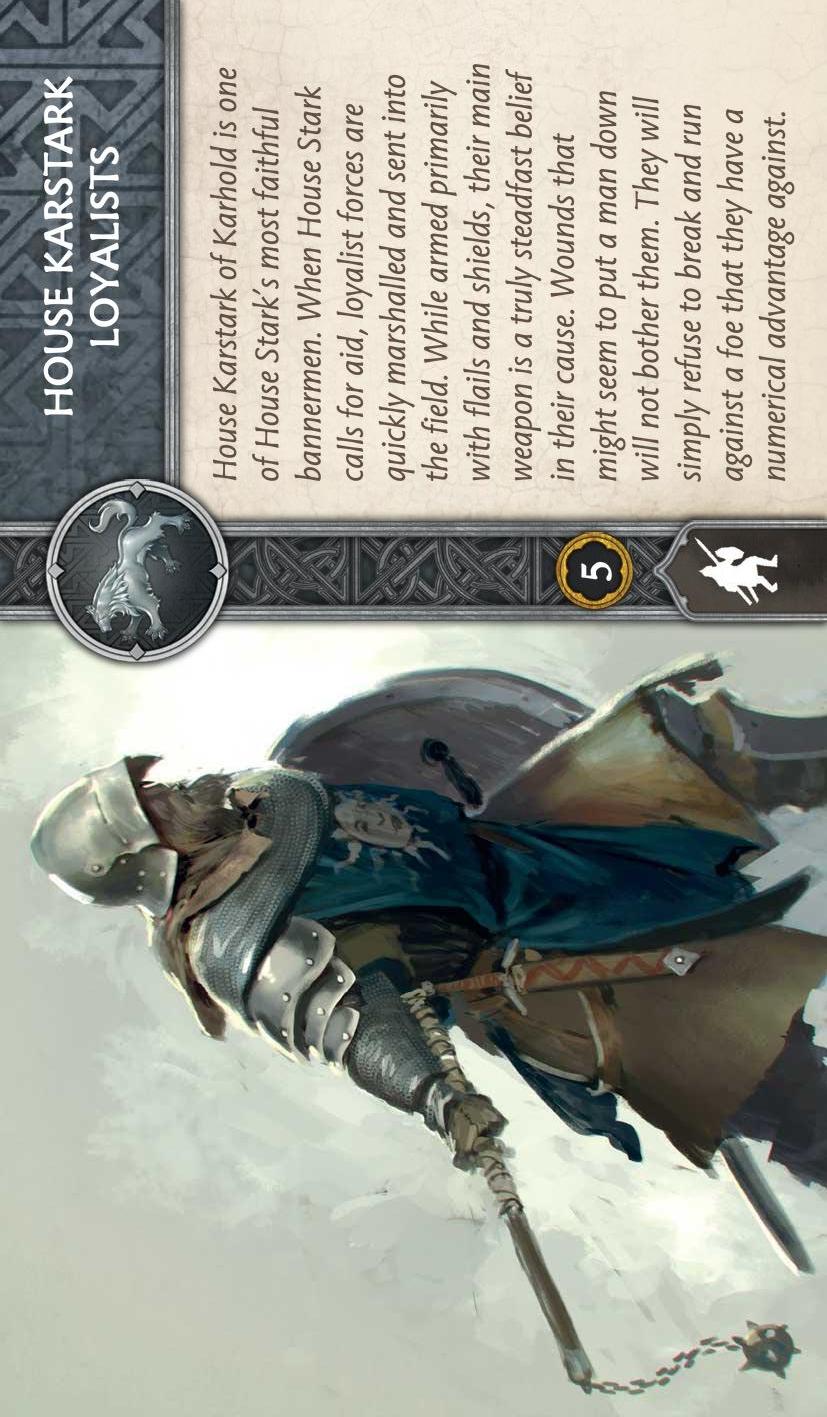 HOUSE KARSTARK
LOYALISTS
House Karstark of Karhold is one
of House Stark's most faithful
bannermen. When House Stark
calls for aid, loyalist forces are
quickly marshalled and sent into
the field. While armed primarily
with flails and shields, their main
weapon is a truly steadfast belief
in their cause. Wounds that
might seem to put a man down
will not bother them. They will
simply refuse to break and run
against a foe that they have a
numerical advantage against.
5